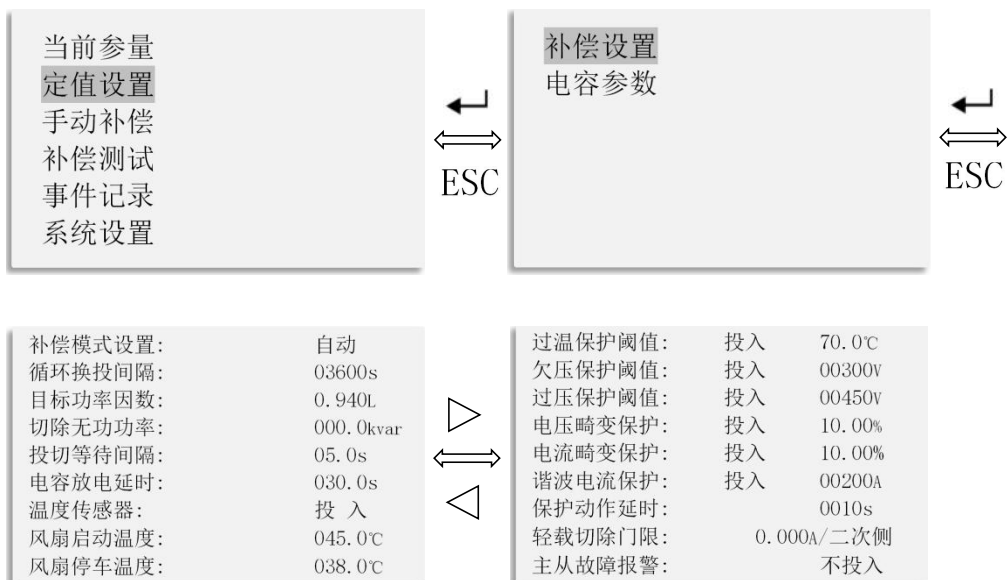 当前参量
定值设置
手动补偿
补偿测试
事件记录
系统设置
ESC
补偿设置
电容参数
ESC
补偿模式设置: 自动
循环换投间隔: 03600s
目标功率因数: 0.940L
切除无功功率: 000.0kvar
投切等待间隔: 05.0s
电容放电延时: 030.0s
温度传感器: 投 入
风扇启动温度: 045.0℃
风扇停车温度: 038.0℃
过温保护阈值: 投入 70.0℃
欠压保护阈值: 投入 00300V
过压保护阈值: 投入 00450V
电压畸变保护: 投入 10.00%
电流畸变保护: 投入 10.00%
谐波电流保护: 投入 00200A
保护动作延时: 0010s
轻载切除门限: 0.000A/二次侧
主从故障报警: 不投入